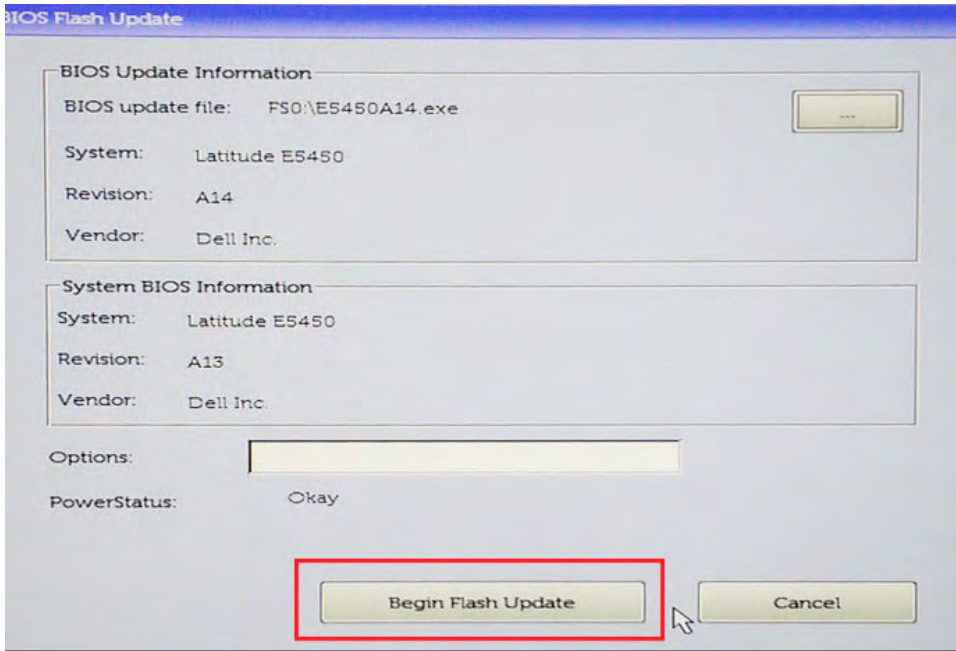 BIOS Flash Update
BIOS Update Information
BIOS update file: FS0:\E5450A14.exe
...
System: Latitude E5450
Revision: A14
Vendor: Dell Inc.
System BIOS Information
System: Latitude E5450
Revision: A13
Vendor: Dell Inc.
Options:
PowerStatus: Okay
Begin Flash Update
Cancel